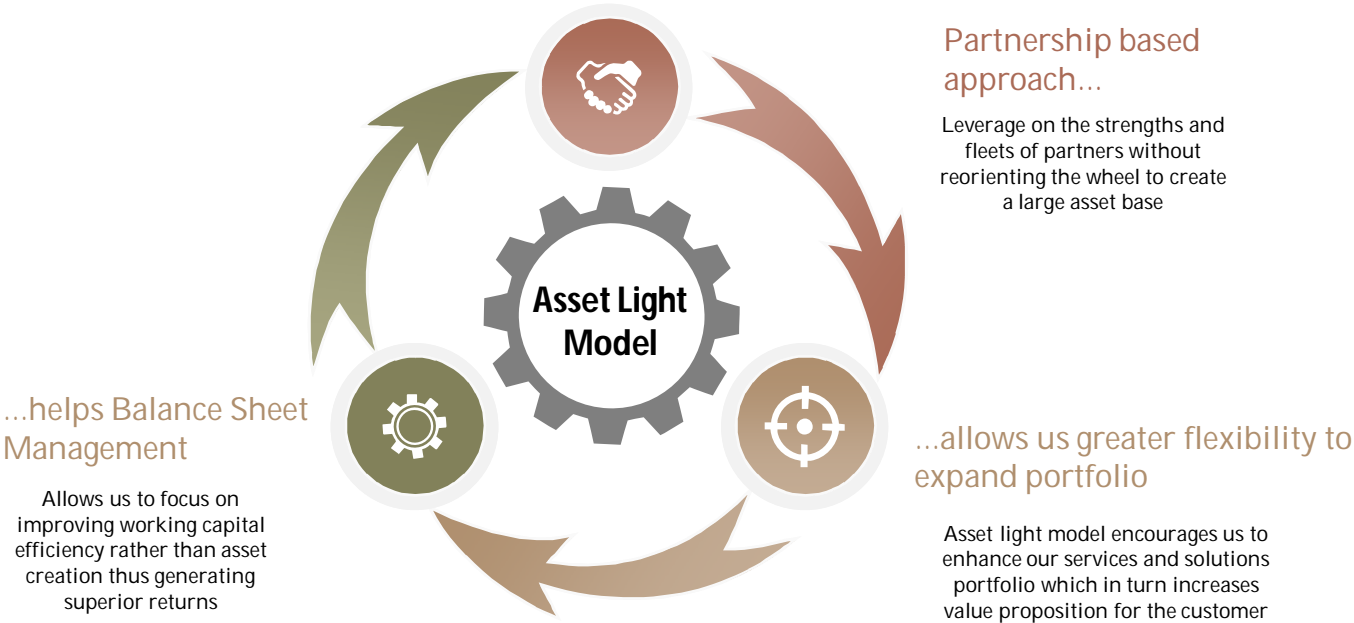 Partnership based
approach...
Leverage on the strengths and
fleets of partners without
reorienting the wheel to create
a large asset base
Asset Light
Model
...helps Balance Sheet
Management
Allows us to focus on
improving working capital
efficiency rather than asset
creation thus generating
superior returns
...allows us greater flexibility to
expand portfolio
Asset light model encourages us to
enhance our services and solutions
portfolio which in turn increases
value proposition for the customer